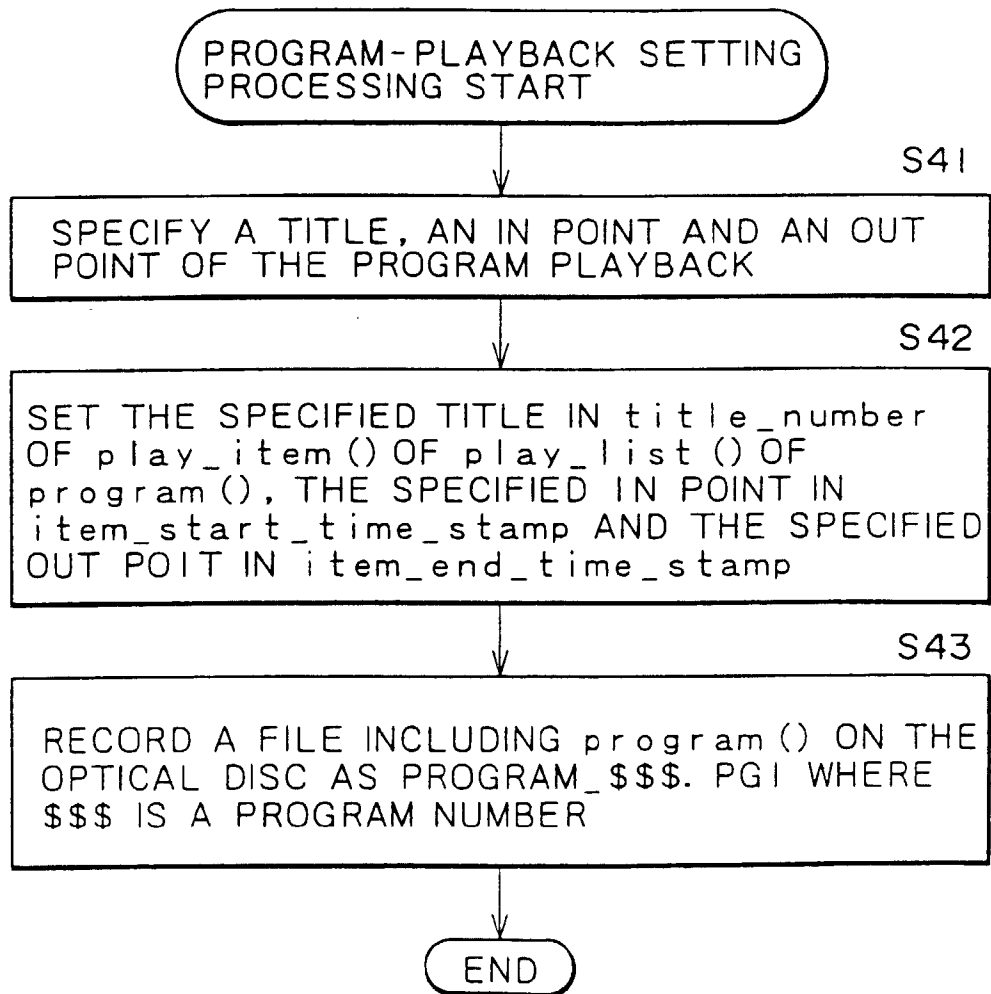 PROGRAM-PLAYBACK SETTING
PROCESSING START
S41
SPECIFY A TITLE, AN IN POINT AND AN OUT
POINT OF THE PROGRAM PLAYBACK
S42
SET THE SPECIFIED TITLE IN title_number
OF play_item() OF play_list() OF
program(), THE SPECIFIED IN POINT IN
item_start_time_stamp AND THE SPECIFIED
OUT POIT IN item_end_time_stamp
S43
RECORD A FILE INCLUDING program() ON THE
OPTICAL DISC AS PROGRAM_$$$. PGI WHERE
$$$ IS A PROGRAM NUMBER
END